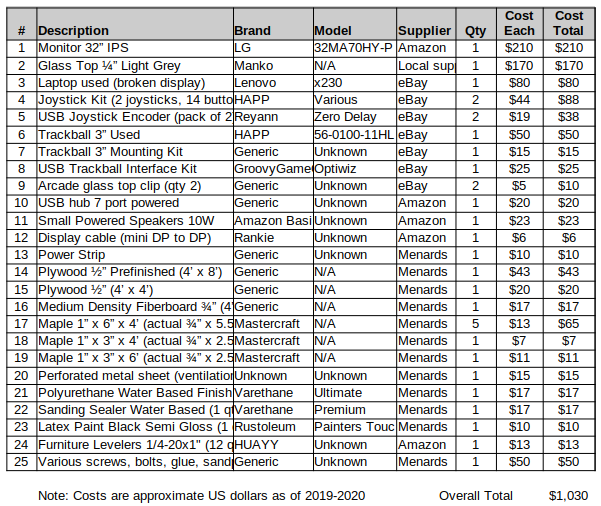 # Description Brand Model Supplier Qty Cost Each Cost Total
1 Monitor 32” IPS LG 32MA70HY-P Amazon 1 $210 $210
2 Glass Top ¼” Light Grey Manko N/A Local sup 1 $170 $170
3 Laptop used (broken display) Lenovo x230 eBay 1 $80 $80
4 Joystick Kit (2 joysticks, 14 butto HAPP Various eBay 2 $44 $88
5 USB Joystick Encoder (pack of 2 Reyann Zero Delay eBay 2 $19 $38
6 Trackball 3” Used HAPP 56-0100-11HL eBay 1 $50 $50
7 Trackball 3” Mounting Kit Generic Unknown eBay 1 $15 $15
8 USB Trackball Interface Kit GroovyGame Optiwiz eBay 1 $25 $25
9 Arcade glass top clip (qty 2) Generic Unknown eBay 2 $5 $10
10 USB hub 7 port powered Generic Unknown Amazon 1 $20 $20
11 Small Powered Speakers 10W Amazon Basi Unknown Amazon 1 $23 $23
12 Display cable (mini DP to DP) Rankie Unknown Amazon 1 $6 $6
13 Power Strip Generic Unknown Menards 1 $10 $10
14 Plywood ½” Prefinished (4’ x 8’) Generic N/A Menards 1 $43 $43
15 Plywood ½” (4’ x 4’) Generic N/A Menards 1 $20 $20
16 Medium Density Fiberboard ¾” (4’ Generic N/A Menards 1 $17 $17
17 Maple 1” x 6” x 4’ (actual ¾” x 5.5 Mastercraft N/A Menards 5 $13 $65
18 Maple 1” x 3” x 4’ (actual ¾” x 2.5 Mastercraft N/A Menards 1 $7 $7
19 Maple 1” x 3” x 6’ (actual ¾” x 2.5 Mastercraft N/A Menards 1 $11 $11
20 Perforated metal sheet (ventilation Unknown Unknown Menards 1 $15 $15
21 Polyurethane Water Based Finish Varethane Ultimate Menards 1 $17 $17
22 Sanding Sealer Water Based (1 q Varethane Premium Menards 1 $17 $17
23 Latex Paint Black Semi Gloss (1 Rustoleum Painters Touc Menards 1 $10 $10
24 Furniture Levelers 1/4-20x1" (12 q HUAYY Unknown Amazon 1 $13 $13
25 Various screws, bolts, glue, sand Generic Unknown Menards 1 $50 $50
Note: Costs are approximate US dollars as of 2019-2020 Overall Total $1,030